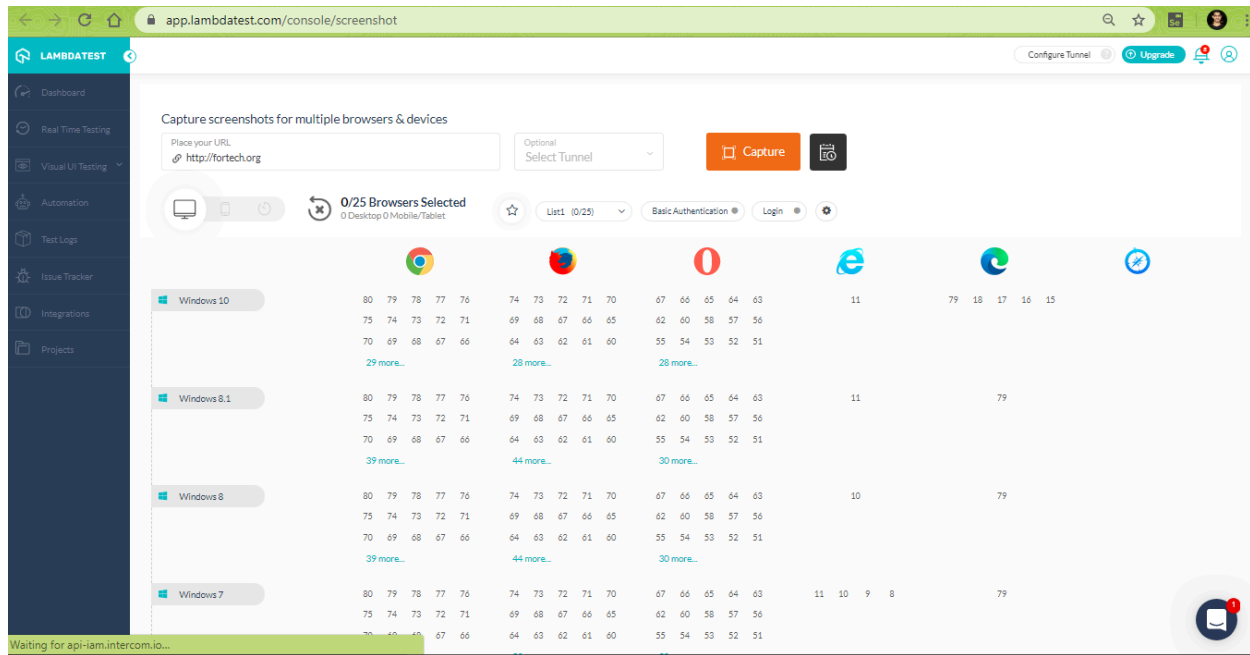 app.lambdatest.com/console/screenshot
Se
LAMBDATEST
Configure Tunnel
Upgrade
Dashboard
Real Time Testing
Visual UI Testing
Automation
Test Logs
Issue Tracker
Integrations
Projects
Capture screenshots for multiple browsers & devices
Place your URL
http://fortech.org
Optional
Select Tunnel
Capture
0/25 Browsers Selected
0 Desktop 0 Mobile/Tablet
List1 (0/25)
Basic Authentication
Login
Windows 10
80 79 78 77 76 74 73 72 71 70 67 66 65 64 63 11 79 18 17 16 15
75 74 73 72 71 69 68 67 66 65 62 60 58 57 56
70 69 68 67 66 64 63 62 61 60 55 54 53 52 51
29 more... 28 more... 28 more...
Windows 8.1
80 79 78 77 76 74 73 72 71 70 67 66 65 64 63 11 79
75 74 73 72 71 69 68 67 66 65 62 60 58 57 56
70 69 68 67 66 64 63 62 61 60 55 54 53 52 51
39 more... 44 more... 30 more...
Windows 8
80 79 78 77 76 74 73 72 71 70 67 66 65 64 63 10 79
75 74 73 72 71 69 68 67 66 65 62 60 58 57 56
70 69 68 67 66 64 63 62 61 60 55 54 53 52 51
39 more... 44 more... 30 more...
Windows 7
80 79 78 77 76 74 73 72 71 70 67 66 65 64 63 11 10 9 8 79
75 74 73 72 71 69 68 67 66 65 62 60 58 57 56
67 66 64 63 62 61 60 55 54 53 52 51
1
Waiting for api-iam.intercom.io...